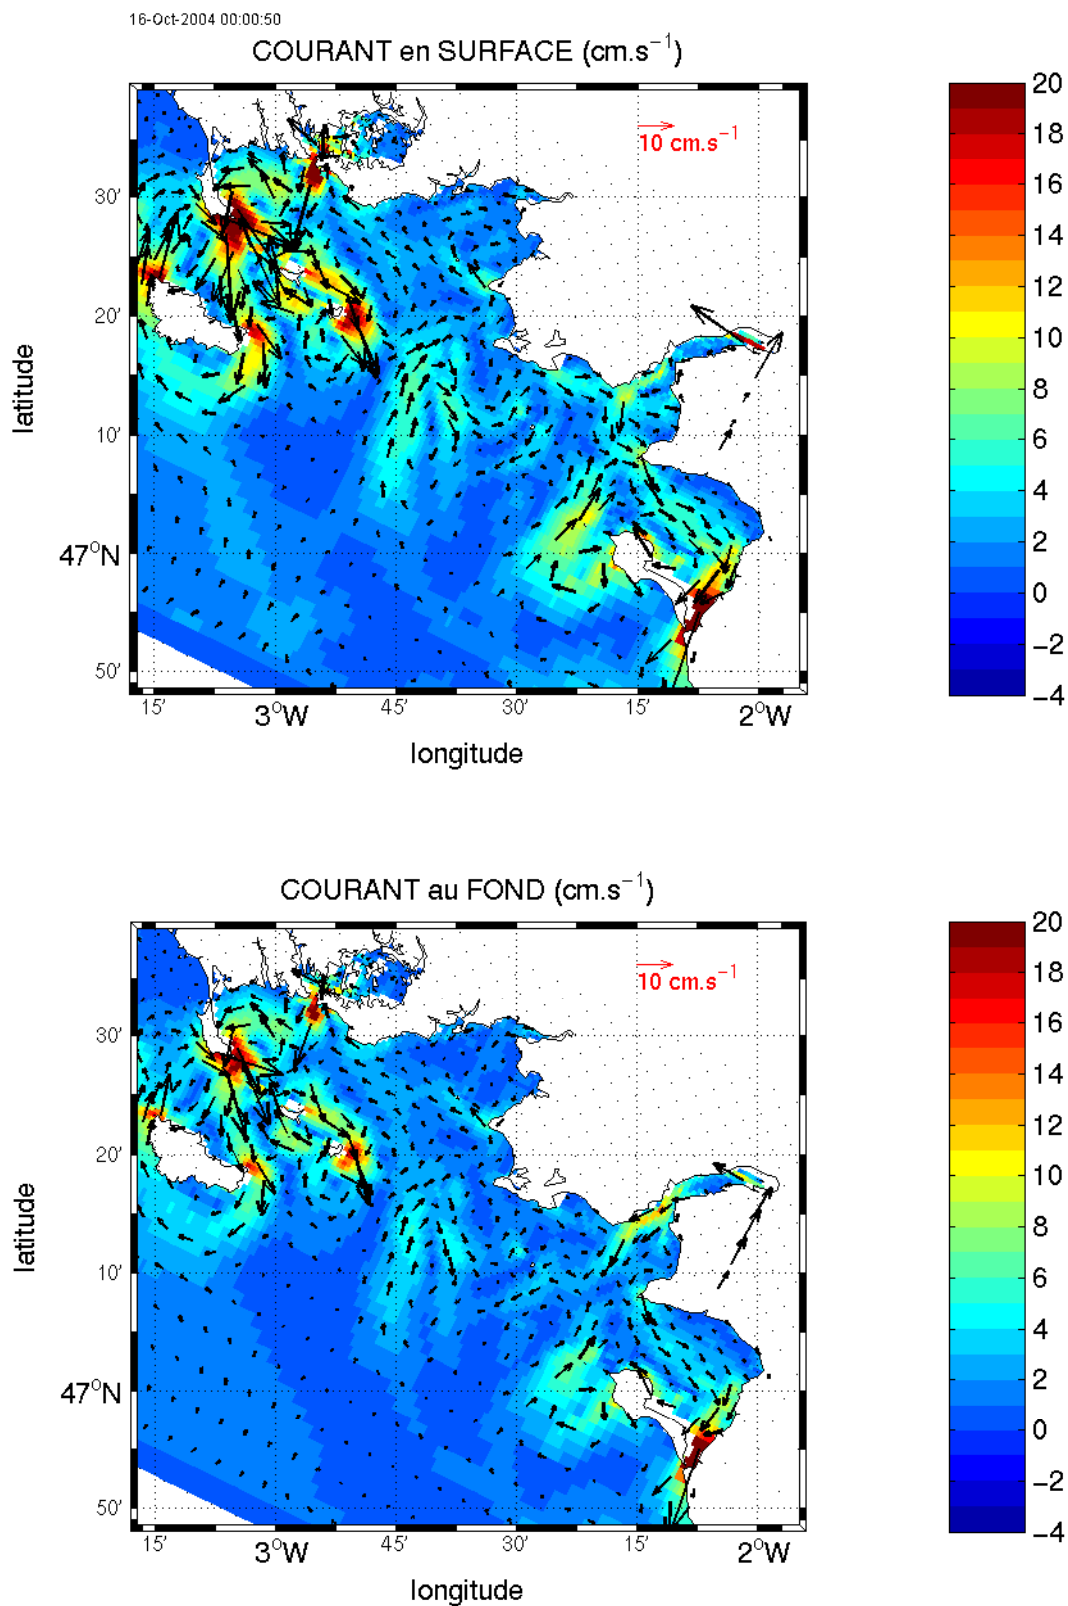 16-Oct-2004 00:00:50
COURANT en SURFACE (cm.s⁻¹)
10 cm.s⁻¹
latitude
30'
20'
10'
47°N
50'
15'
3°W
45'
30'
15'
2°W
longitude
20
18
16
14
12
10
8
6
4
2
0
−2
−4
COURANT au FOND (cm.s⁻¹)
10 cm.s⁻¹
latitude
30'
20'
10'
47°N
50'
15'
3°W
45'
30'
15'
2°W
longitude
20
18
16
14
12
10
8
6
4
2
0
−2
−4